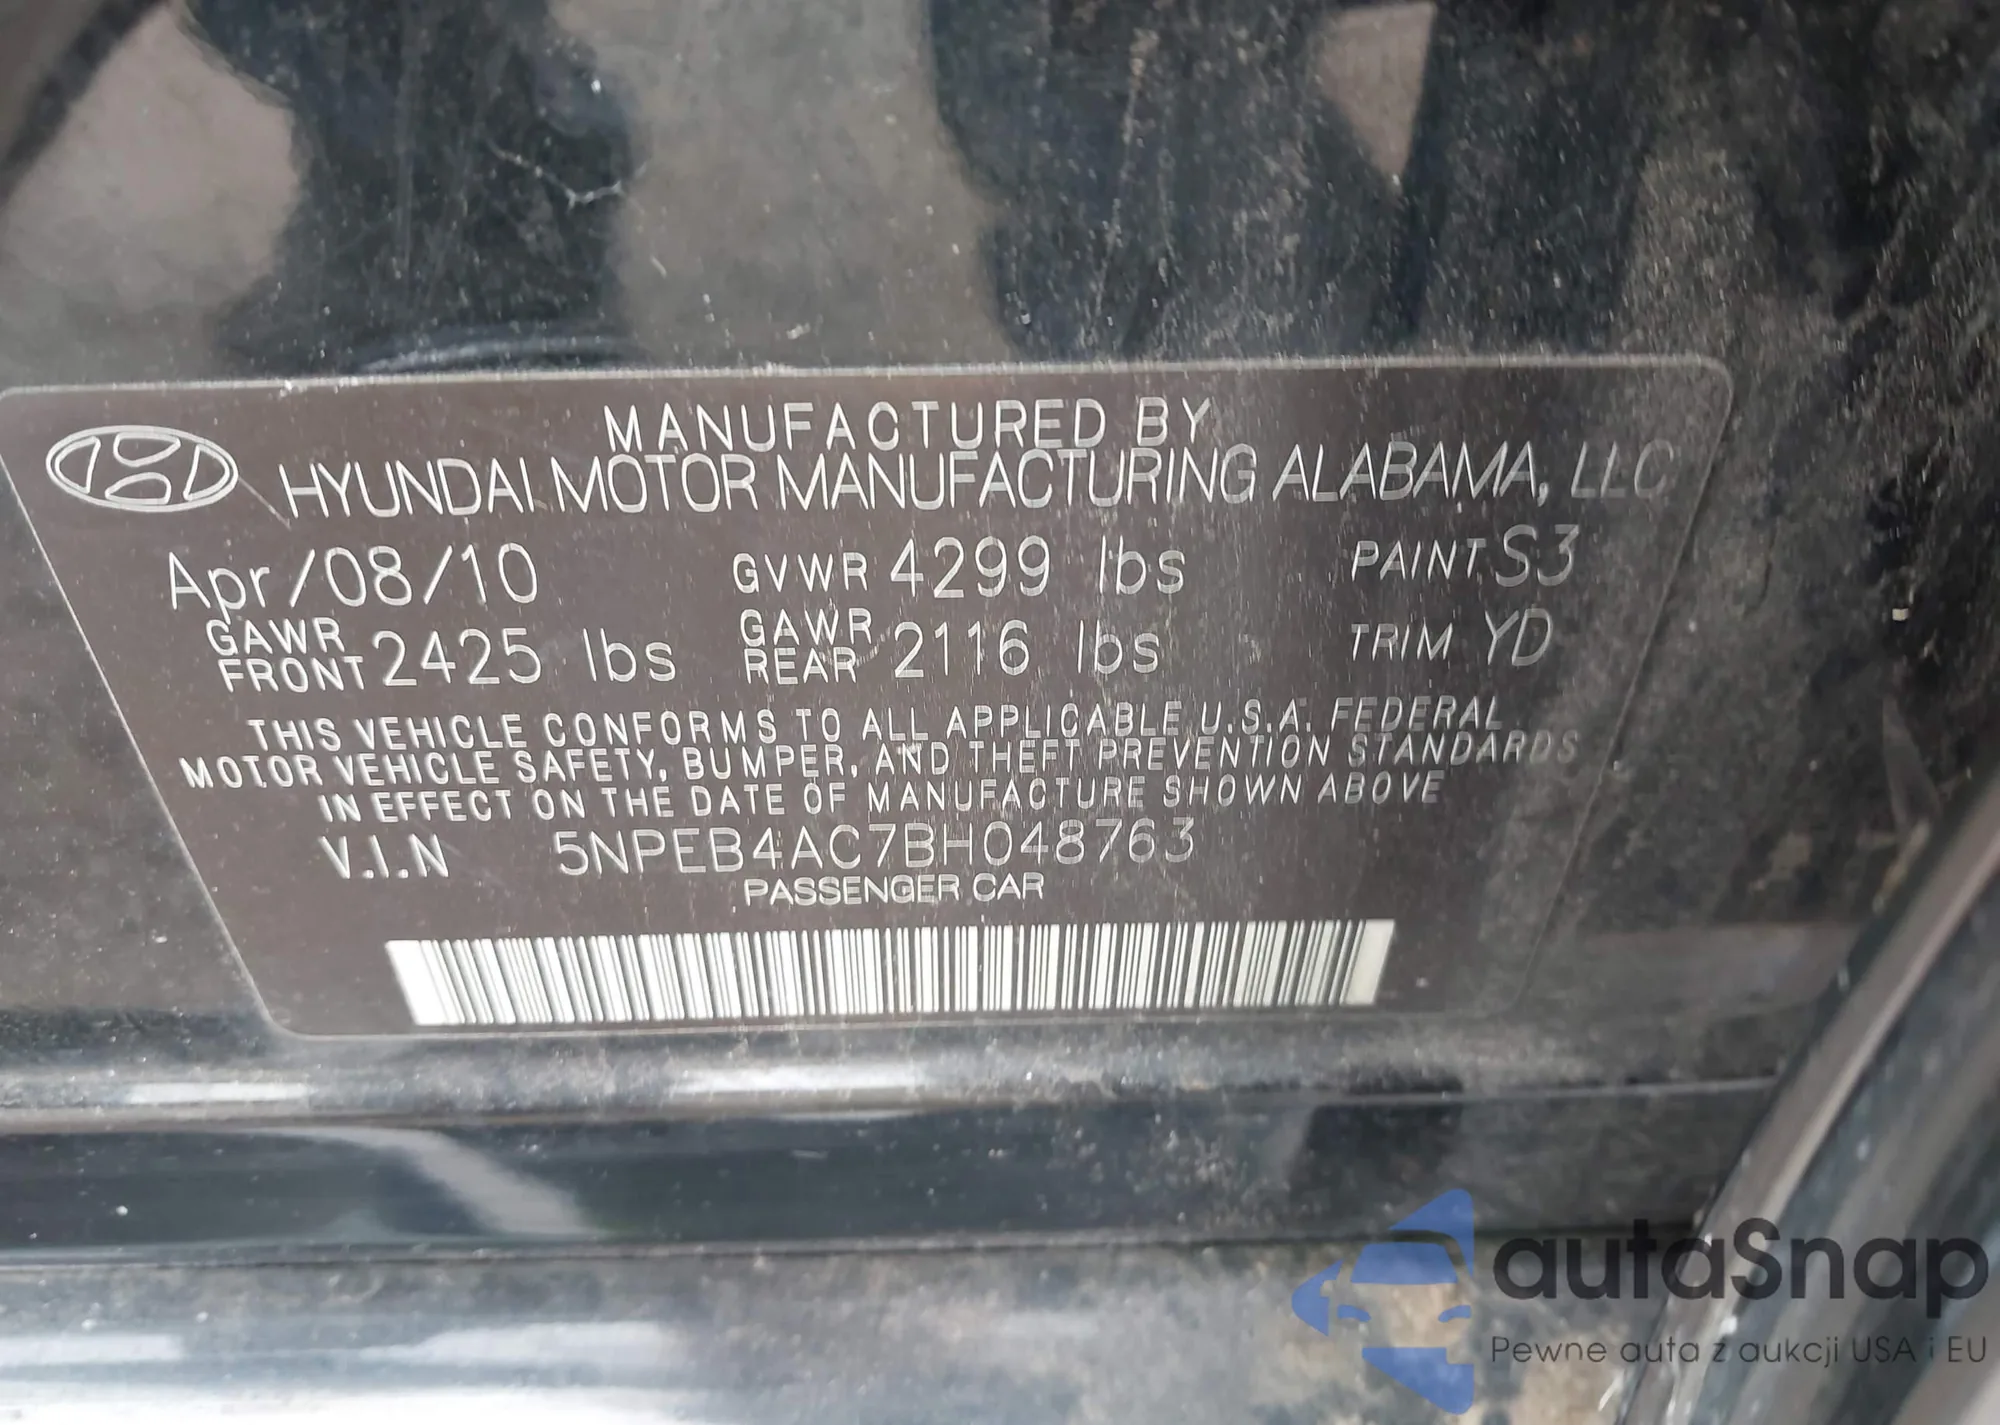 MANUFACTURED BY
HYUNDAI MOTOR MANUFACTURING ALABAMA, LLC
Apr/08/10 GVWR 4299 lbs PAINT S3
GAWR FRONT 2425 lbs GAWR REAR 2116 lbs TRIM YD
THIS VEHICLE CONFORMS TO ALL APPLICABLE U.S.A. FEDERAL
MOTOR VEHICLE SAFETY, BUMPER, AND THEFT PREVENTION STANDARDS
IN EFFECT ON THE DATE OF MANUFACTURE SHOWN ABOVE
V.I.N 5NPEB4AC7BH048763
PASSENGER CAR
autaSnap
Pewne auta z aukcji USA i EU